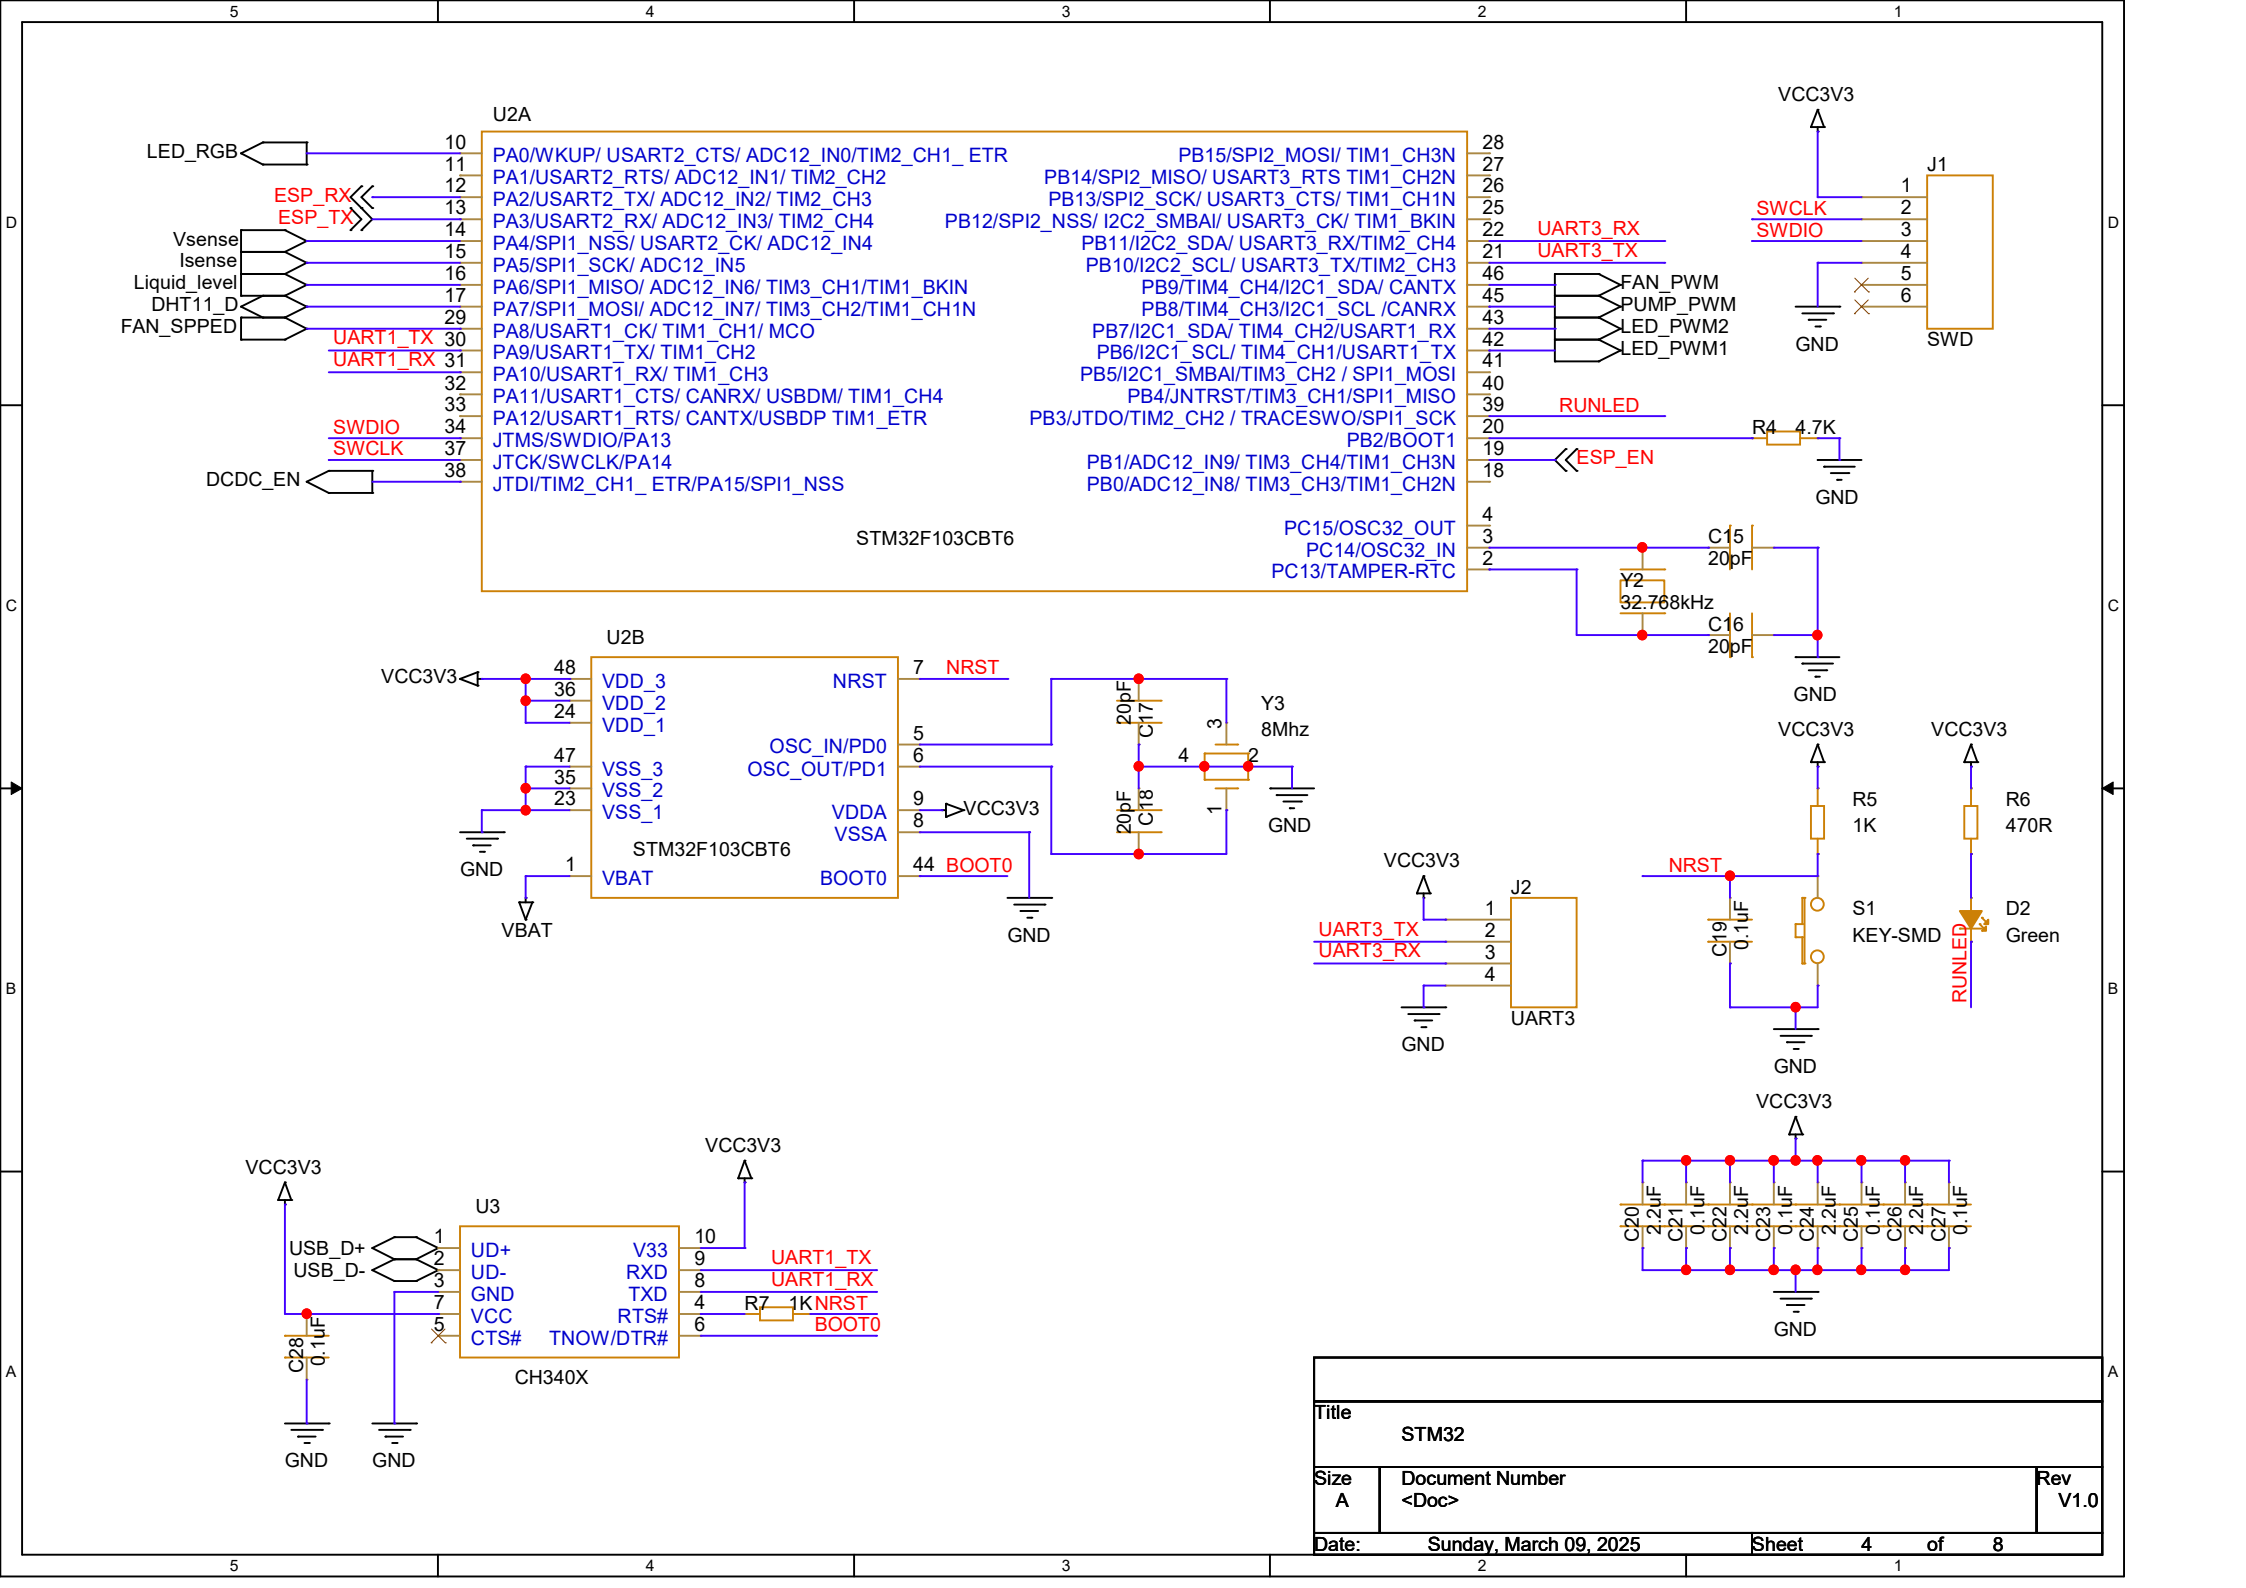 5 4 3 2 1
D
C
B
A
D
C
B
A
U2A
LED_RGB
ESP_RX
ESP_TX
Vsense
Isense
Liquid_level
DHT11_D
FAN_SPPED
UART1_TX
UART1_RX
SWDIO
SWCLK
DCDC_EN
10 PA0/WKUP/ USART2_CTS/ ADC12_IN0/TIM2_CH1_ ETR
11 PA1/USART2_RTS/ ADC12_IN1/ TIM2_CH2
12 PA2/USART2_TX/ ADC12_IN2/ TIM2_CH3
13 PA3/USART2_RX/ ADC12_IN3/ TIM2_CH4
14 PA4/SPI1_NSS/ USART2_CK/ ADC12_IN4
15 PA5/SPI1_SCK/ ADC12_IN5
16 PA6/SPI1_MISO/ ADC12_IN6/ TIM3_CH1/TIM1_BKIN
17 PA7/SPI1_MOSI/ ADC12_IN7/ TIM3_CH2/TIM1_CH1N
29 PA8/USART1_CK/ TIM1_CH1/ MCO
30 PA9/USART1_TX/ TIM1_CH2
31 PA10/USART1_RX/ TIM1_CH3
32 PA11/USART1_CTS/ CANRX/ USBDM/ TIM1_CH4
33 PA12/USART1_RTS/ CANTX/USBDP TIM1_ETR
34 JTMS/SWDIO/PA13
37 JTCK/SWCLK/PA14
38 JTDI/TIM2_CH1_ ETR/PA15/SPI1_NSS
PB15/SPI2_MOSI/ TIM1_CH3N 28
PB14/SPI2_MISO/ USART3_RTS TIM1_CH2N 27
PB13/SPI2_SCK/ USART3_CTS/ TIM1_CH1N 26
PB12/SPI2_NSS/ I2C2_SMBAI/ USART3_CK/ TIM1_BKIN 25
PB11/I2C2_SDA/ USART3_RX/TIM2_CH4 22 UART3_RX
PB10/I2C2_SCL/ USART3_TX/TIM2_CH3 21 UART3_TX
PB9/TIM4_CH4/I2C1_SDA/ CANTX 46 FAN_PWM
PB8/TIM4_CH3/I2C1_SCL /CANRX 45 PUMP_PWM
PB7/I2C1_SDA/ TIM4_CH2/USART1_RX 43 LED_PWM2
PB6/I2C1_SCL/ TIM4_CH1/USART1_TX 42 LED_PWM1
PB5/I2C1_SMBAI/TIM3_CH2 / SPI1_MOSI 41
PB4/JNTRST/TIM3_CH1/SPI1_MISO 40
PB3/JTDO/TIM2_CH2 / TRACESWO/SPI1_SCK 39 RUNLED
PB2/BOOT1 20 R4 4.7K
GND
PB1/ADC12_IN9/ TIM3_CH4/TIM1_CH3N 19 ESP_EN
PB0/ADC12_IN8/ TIM3_CH3/TIM1_CH2N 18
PC15/OSC32_OUT 4
PC14/OSC32_IN 3
PC13/TAMPER-RTC 2
STM32F103CBT6
C15
20pF
Y2
32.768kHz
C16
20pF
GND
VCC3V3
J1
SWCLK
SWDIO
1
2
3
4
5
6
GND
SWD
U2B
VCC3V3
48 VDD_3
36 VDD_2
24 VDD_1
47 VSS_3
35 VSS_2
23 VSS_1
GND
1 VBAT
VBAT
NRST 7 NRST
OSC_IN/PD0 5
OSC_OUT/PD1 6
VDDA 9 VCC3V3
VSSA 8
BOOT0 44 BOOT0
STM32F103CBT6
GND
20pF
C17
20pF
C18
Y3
8Mhz
3
4
2
1
GND
VCC3V3
J2
UART3_TX
UART3_RX
1
2
3
4
GND
UART3
VCC3V3
R5
1K
NRST
C19
0.1uF
S1
KEY-SMD
GND
VCC3V3
R6
470R
D2
Green
RUNLED
VCC3V3
C20 2.2uF
C21 0.1uF
C22 2.2uF
C23 0.1uF
C24 2.2uF
C25 0.1uF
C26 2.2uF
C27 0.1uF
GND
VCC3V3
VCC3V3
U3
USB_D+
USB_D-
1 UD+
2 UD-
3 GND
7 VCC
5 CTS#
V33 10
RXD 9 UART1_TX
TXD 8 UART1_RX
RTS# 4 R7 1K NRST
TNOW/DTR# 6 BOOT0
CH340X
C28
0.1uF
GND
GND
Title
STM32
Size
A
Document Number
<Doc>
Rev
V1.0
Date: Sunday, March 09, 2025 Sheet 4 of 8
5 4 3 2 1